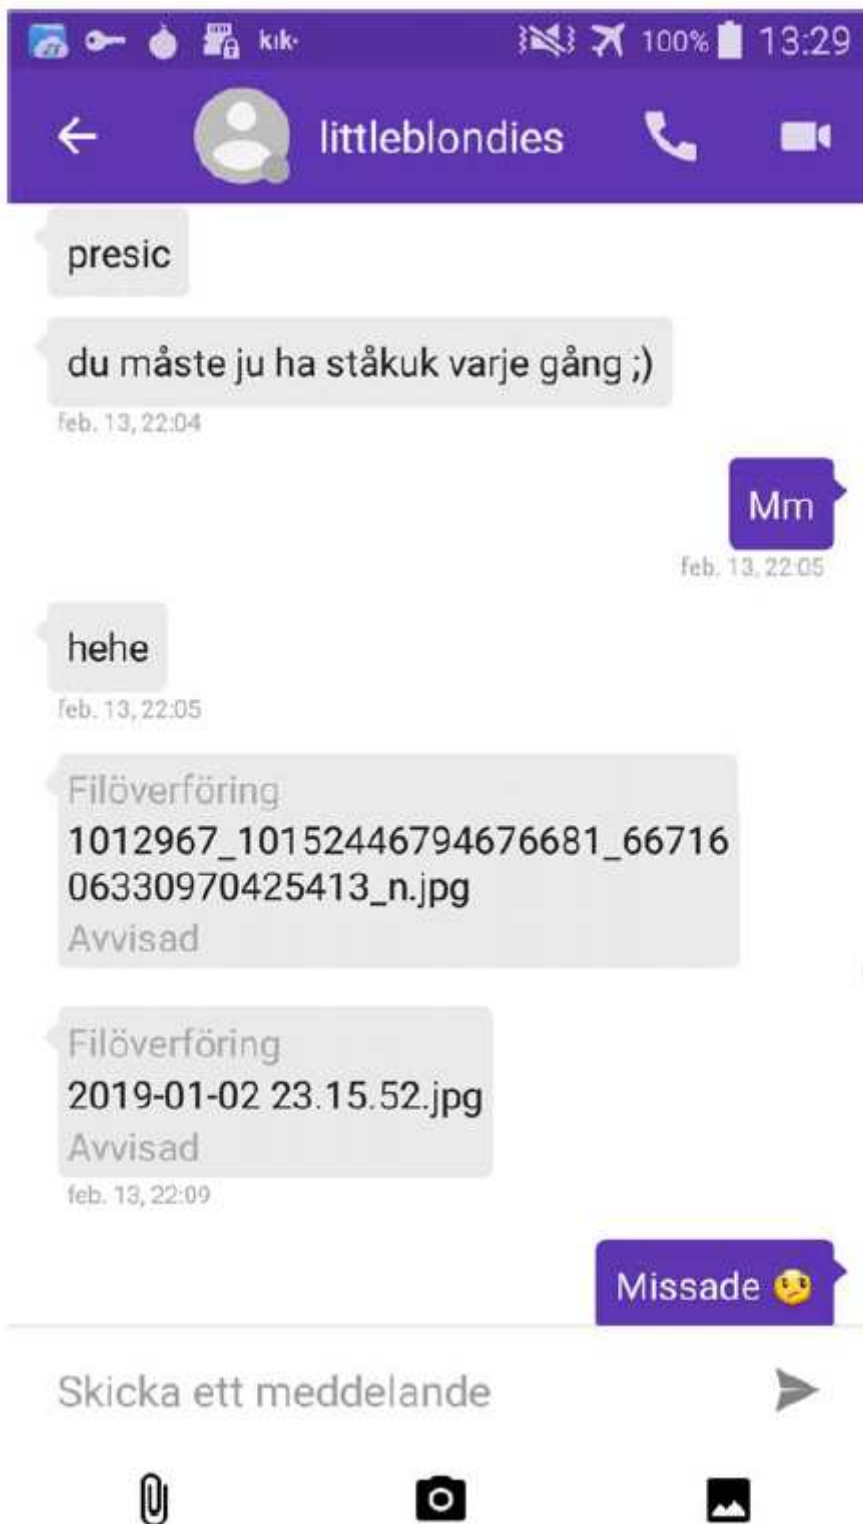 kik·
100% 13:29
littleblondies
presic
du måste ju ha ståkuk varje gång ;)
feb. 13, 22:04
Mm
feb. 13, 22:05
hehe
feb. 13, 22:05
Filöverföring
1012967_10152446794676681_66716
06330970425413_n.jpg
Avvisad
Filöverföring
2019-01-02 23.15.52.jpg
Avvisad
feb. 13, 22:09
Missade 😞
Skicka ett meddelande